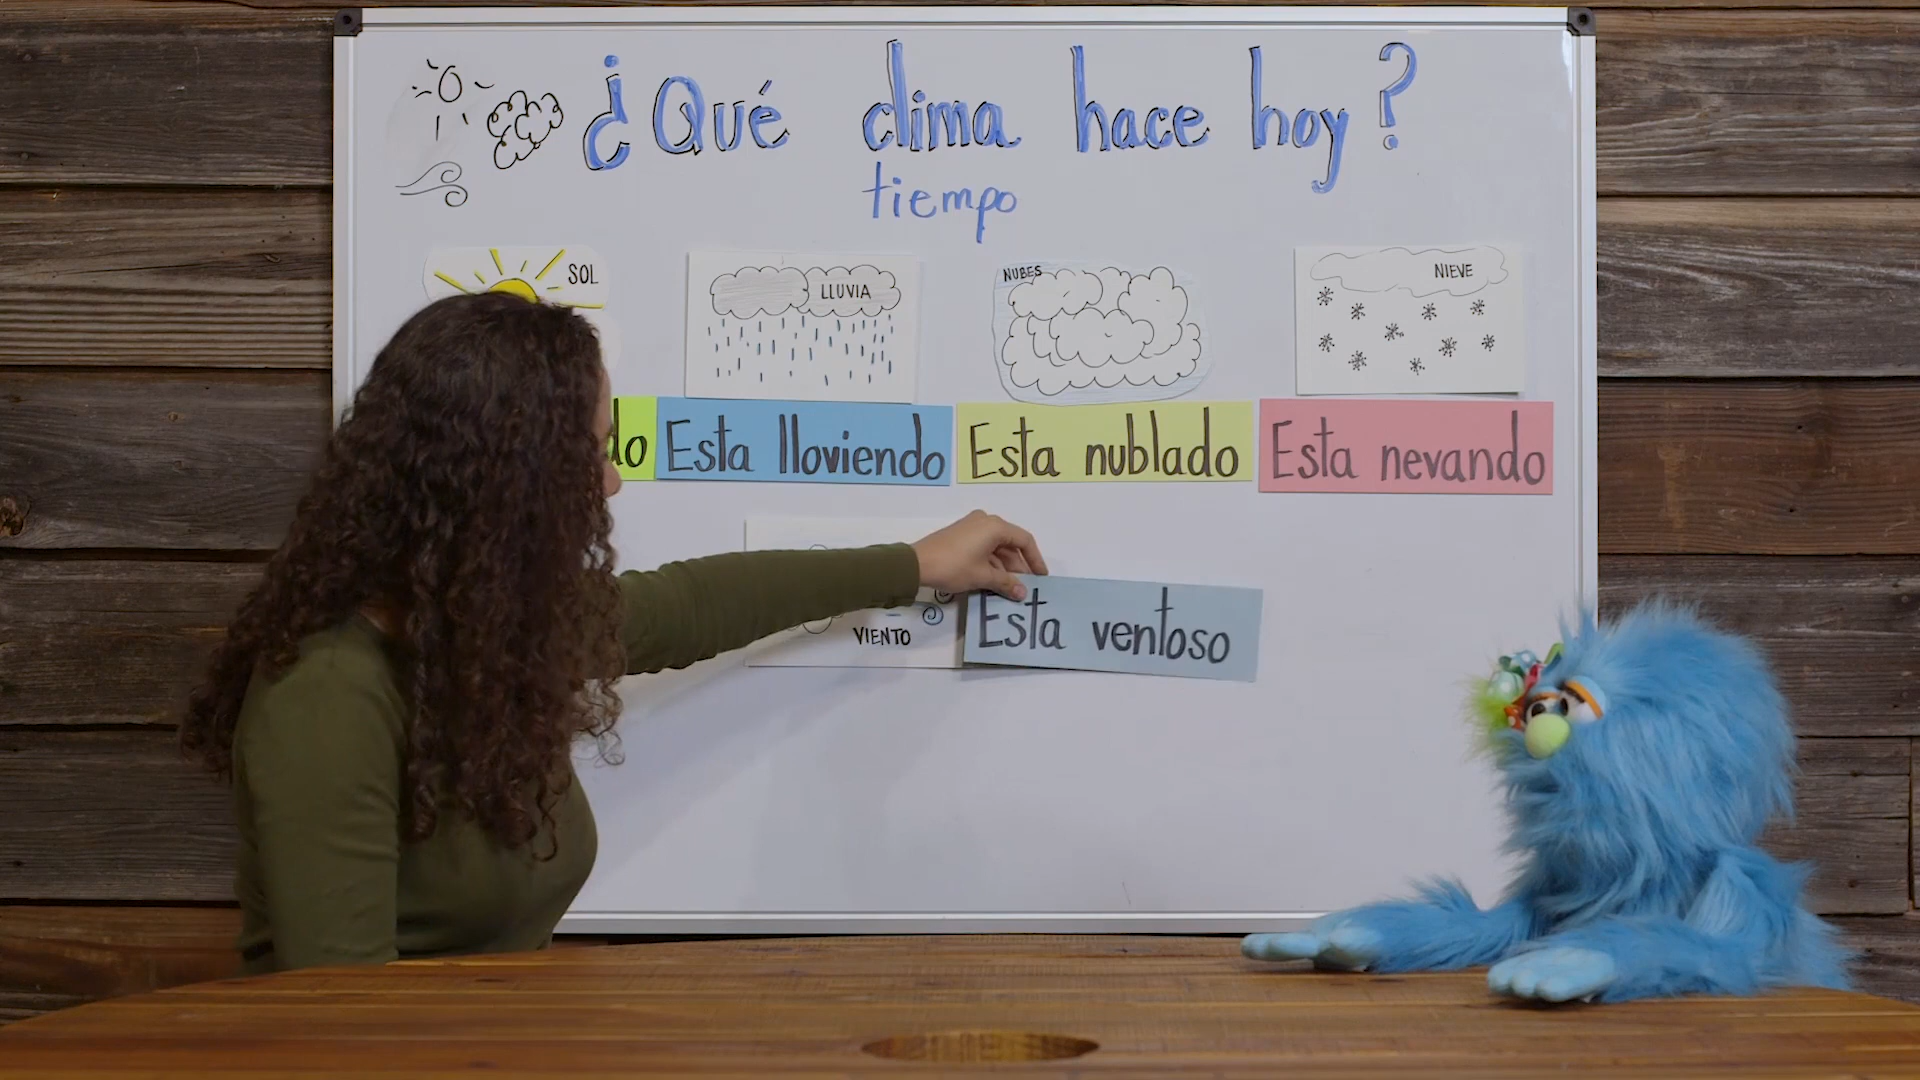 ¿Qué clima hace hoy?
tiempo
SOL
LLUVIA
NUBES
NIEVE
Esta lloviendo
Esta nublado
Esta nevando
VIENTO
Esta ventoso